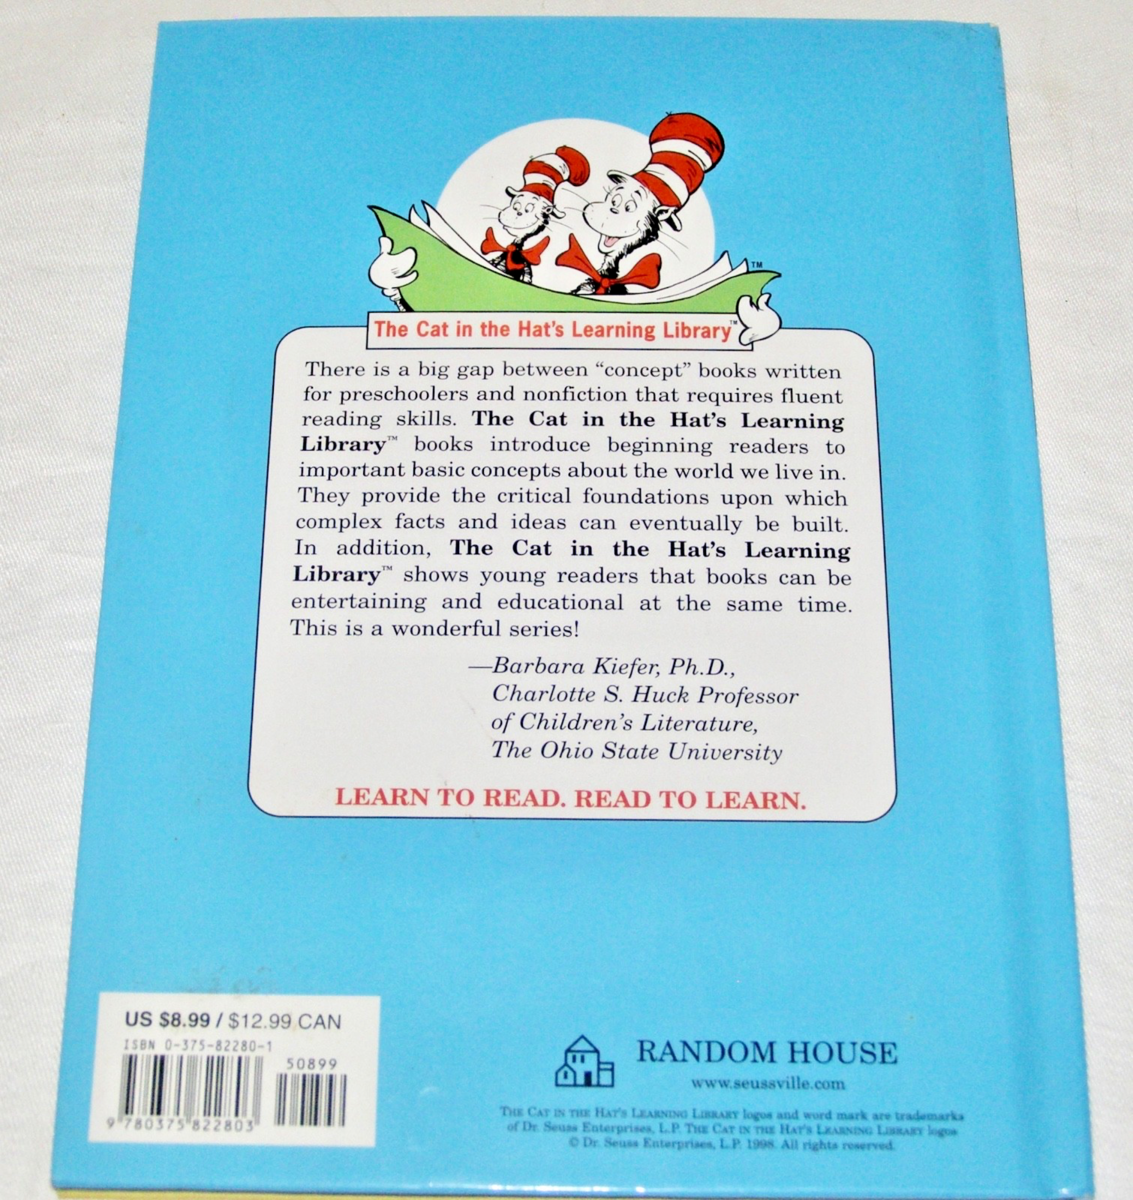 TM
The Cat in the Hat's Learning Library™
There is a big gap between “concept” books written
for preschoolers and nonfiction that requires fluent
reading skills. The Cat in the Hat's Learning
Library™ books introduce beginning readers to
important basic concepts about the world we live in.
They provide the critical foundations upon which
complex facts and ideas can eventually be built.
In addition, The Cat in the Hat's Learning
Library™ shows young readers that books can be
entertaining and educational at the same time.
This is a wonderful series!
—Barbara Kiefer, Ph.D.,
Charlotte S. Huck Professor
of Children's Literature,
The Ohio State University
LEARN TO READ. READ TO LEARN.
US $8.99 / $12.99 CAN
ISBN 0-375-82280-1
50899
9 780375 822803
RANDOM HOUSE
www.seussville.com
THE CAT IN THE HAT'S LEARNING LIBRARY logos and word mark are trademarks
of Dr. Seuss Enterprises, L.P. THE CAT IN THE HAT'S LEARNING LIBRARY logos
© Dr. Seuss Enterprises, L.P. 1998. All rights reserved.